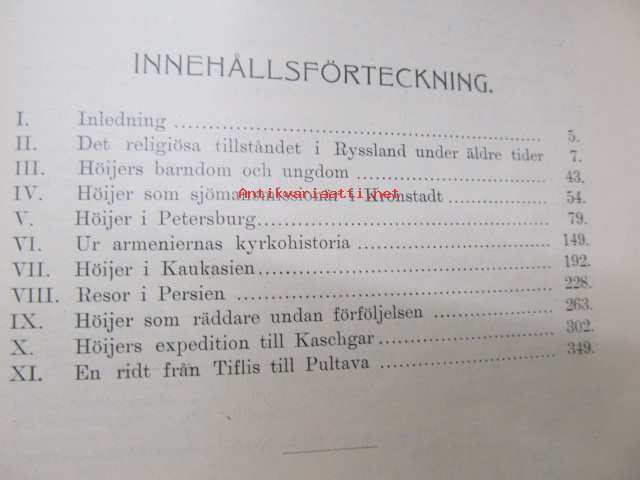 INNEHÅLLSFÖRTECKNING.
I. Inledning 5.
II. Det religiösa tillståndet i Ryssland under äldre tider 7.
III. Höijers barndom och ungdom 43.
IV. Höijer som sjömansmissionär i Kronstadt 54.
Antikvariaatti.net
V. Höijer i Petersburg 79.
VI. Ur armeniernas kyrkohistoria 149.
VII. Höijer i Kaukasien 192.
VIII. Resor i Persien 228.
IX. Höijer som räddare undan förföljelsen 263.
X. Höijers expedition till Kaschgar 302.
XI. En ridt från Tiflis till Pultava 349.